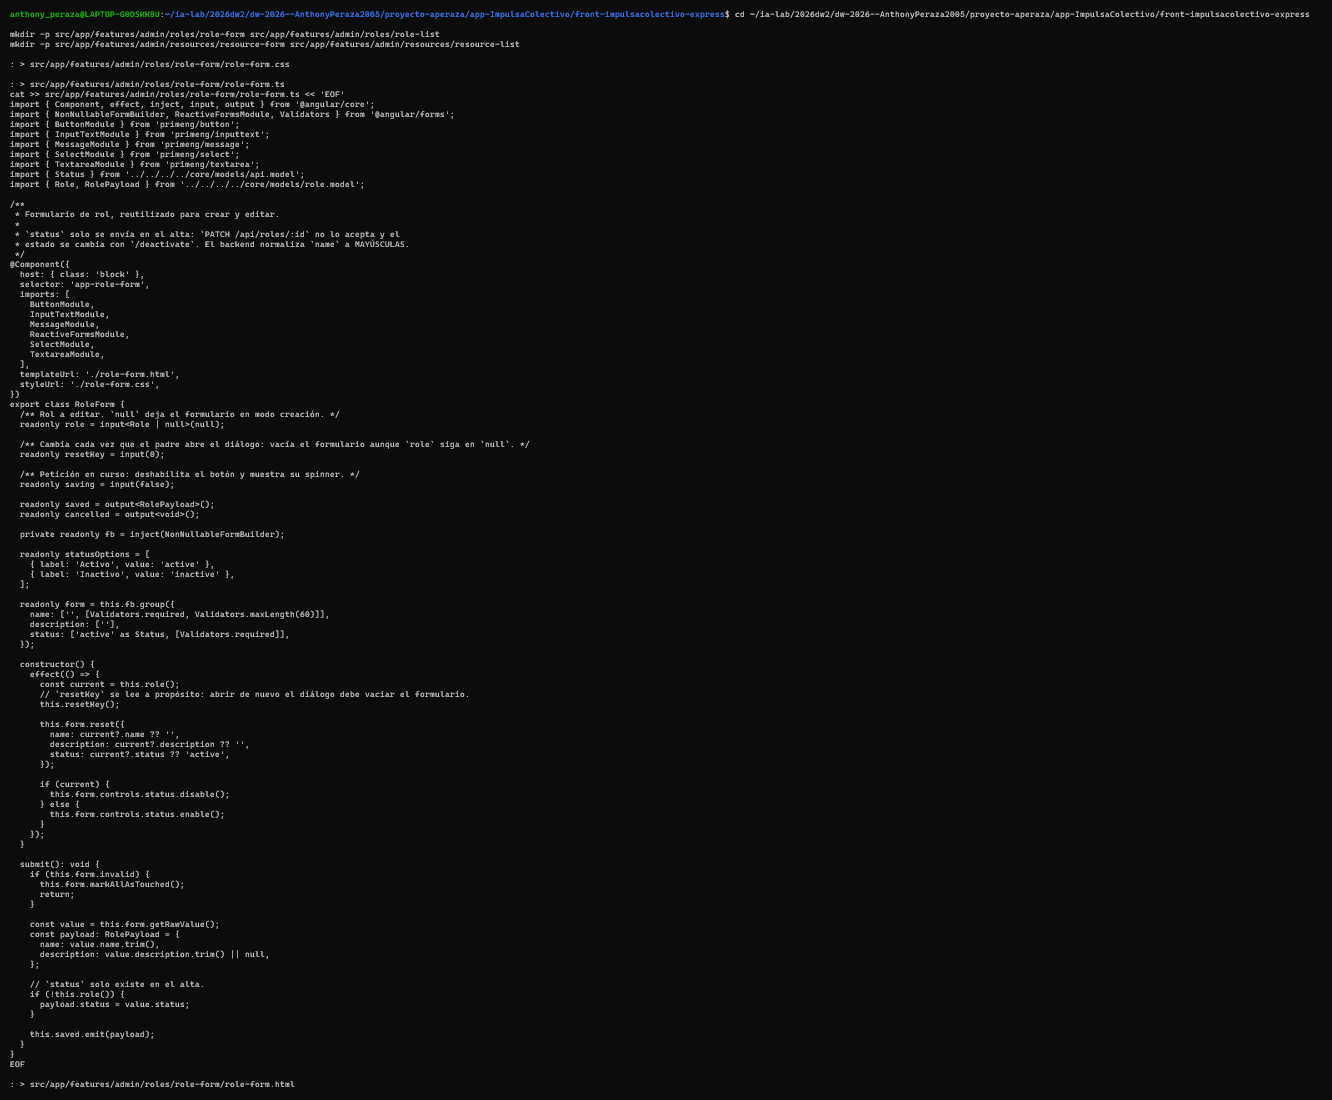 anthony_peraza@LAPTOP-G0DSKK8U:~/ia-lab/2026dw2/dw-2026--AnthonyPeraza2005/proyecto-aperaza/app-ImpulsaColectivo/front-impulsacolectivo-express$ cd ~/ia-lab/2026dw2/dw-2026--AnthonyPeraza2005/proyecto-aperaza/app-ImpulsaColectivo/front-impulsacolectivo-express
mkdir -p src/app/features/admin/roles/role-form src/app/features/admin/roles/role-list
mkdir -p src/app/features/admin/resources/resource-form src/app/features/admin/resources/resource-list
: > src/app/features/admin/roles/role-form/role-form.css
: > src/app/features/admin/roles/role-form/role-form.ts
cat >> src/app/features/admin/roles/role-form/role-form.ts << 'EOF'
import { Component, effect, inject, input, output } from '@angular/core';
import { NonNullableFormBuilder, ReactiveFormsModule, Validators } from '@angular/forms';
import { ButtonModule } from 'primeng/button';
import { InputTextModule } from 'primeng/inputtext';
import { MessageModule } from 'primeng/message';
import { SelectModule } from 'primeng/select';
import { TextareaModule } from 'primeng/textarea';
import { Status } from '../../../../core/models/api.model';
import { Role, RolePayload } from '../../../../core/models/role.model';
/**
 * Formulario de rol, reutilizado para crear y editar.
 *
 * `status` solo se envía en el alta: `PATCH /api/roles/:id` no lo acepta y el
 * estado se cambia con `/deactivate`. El backend normaliza `name` a MAYÚSCULAS.
 */
@Component({
  host: { class: 'block' },
  selector: 'app-role-form',
  imports: [
    ButtonModule,
    InputTextModule,
    MessageModule,
    ReactiveFormsModule,
    SelectModule,
    TextareaModule,
  ],
  templateUrl: './role-form.html',
  styleUrl: './role-form.css',
})
export class RoleForm {
  /** Rol a editar. `null` deja el formulario en modo creación. */
  readonly role = input<Role | null>(null);
  /** Cambia cada vez que el padre abre el diálogo: vacía el formulario aunque `role` siga en `null`. */
  readonly resetKey = input(0);
  /** Petición en curso: deshabilita el botón y muestra su spinner. */
  readonly saving = input(false);
  readonly saved = output<RolePayload>();
  readonly cancelled = output<void>();
  private readonly fb = inject(NonNullableFormBuilder);
  readonly statusOptions = [
    { label: 'Activo', value: 'active' },
    { label: 'Inactivo', value: 'inactive' },
  ];
  readonly form = this.fb.group({
    name: ['', [Validators.required, Validators.maxLength(60)]],
    description: [''],
    status: ['active' as Status, [Validators.required]],
  });
  constructor() {
    effect(() => {
      const current = this.role();
      // `resetKey` se lee a propósito: abrir de nuevo el diálogo debe vaciar el formulario.
      this.resetKey();
      this.form.reset({
        name: current?.name ?? '',
        description: current?.description ?? '',
        status: current?.status ?? 'active',
      });
      if (current) {
        this.form.controls.status.disable();
      } else {
        this.form.controls.status.enable();
      }
    });
  }
  submit(): void {
    if (this.form.invalid) {
      this.form.markAllAsTouched();
      return;
    }
    const value = this.form.getRawValue();
    const payload: RolePayload = {
      name: value.name.trim(),
      description: value.description.trim() || null,
    };
    // `status` solo existe en el alta.
    if (!this.role()) {
      payload.status = value.status;
    }
    this.saved.emit(payload);
  }
}
EOF
: > src/app/features/admin/roles/role-form/role-form.html